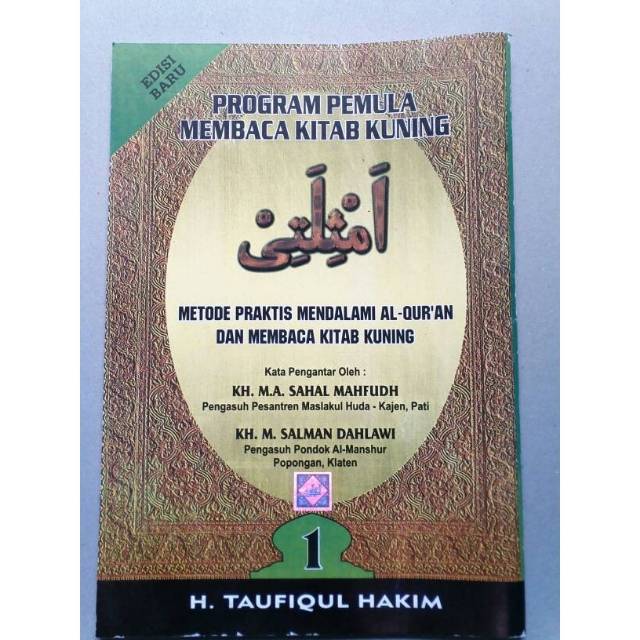 EDISI
BARU
PROGRAM PEMULA
MEMBACA KITAB KUNING
اَمْثِلَتِيْ
METODE PRAKTIS MENDALAMI AL-QUR'AN
DAN MEMBACA KITAB KUNING
Kata Pengantar Oleh :
KH. M.A. SAHAL MAHFUDH
Pengasuh Pesantren Maslakul Huda - Kajen, Pati
KH. M. SALMAN DAHLAWI
Pengasuh Pondok Al-Manshur
Popongan, Klaten
1
H. TAUFIQUL HAKIM